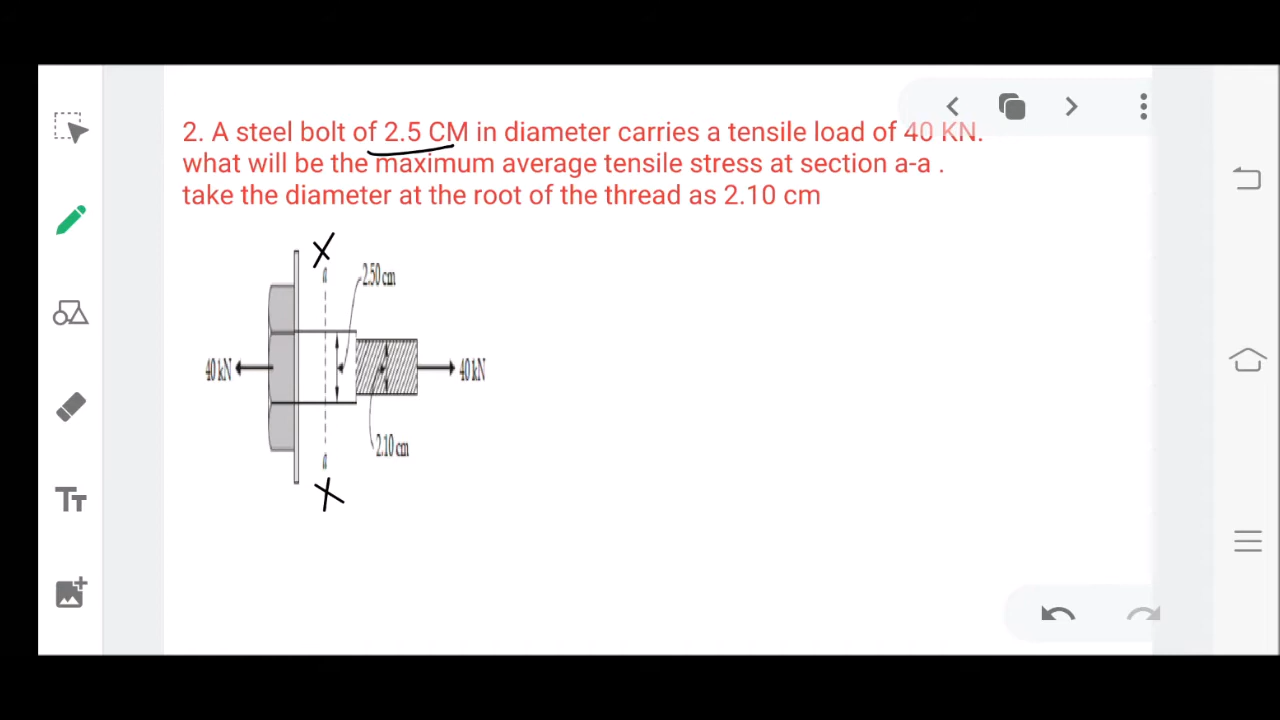 2. A steel bolt of 2.5 CM in diameter carries a tensile load of 40 KN.
what will be the maximum average tensile stress at section a-a .
take the diameter at the root of the thread as 2.10 cm
X
a
2.50 cm
40 kN
40 kN
2.10 cm
a
X
TT